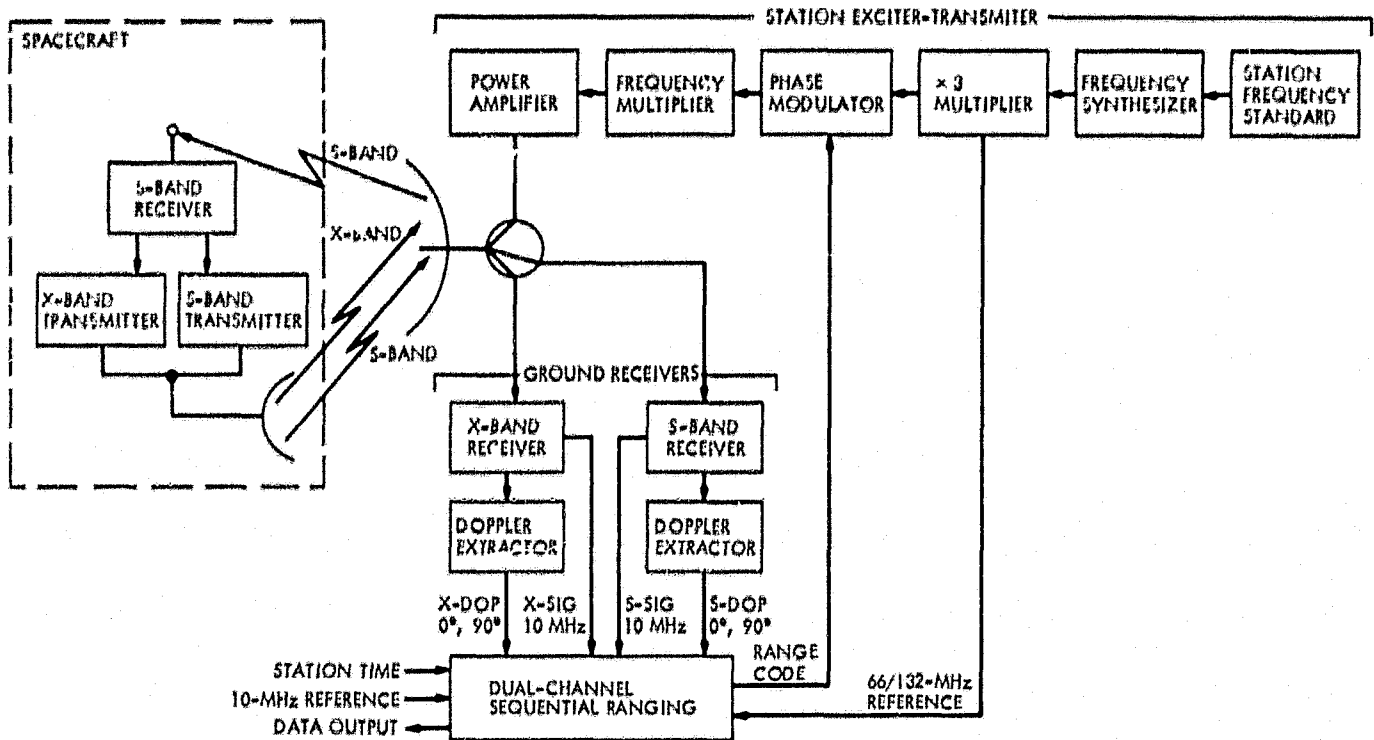 STATION EXCITER-TRANSMITER
SPACECRAFT
POWER
AMPLIFIER
FREQUENCY
MULTIPLIER
PHASE
MODULATOR
× 3
MULTIPLIER
FREQUENCY
SYNTHESIZER
STATION
FREQUENCY
STANDARD
S-BAND
S-BAND
RECEIVER
X-BAND
X-BAND
TRANSMITTER
S-BAND
TRANSMITTER
S-BAND
GROUND RECEIVERS
X-BAND
RECEIVER
S-BAND
RECEIVER
DOPPLER
EXTRACTOR
DOPPLER
EXTRACTOR
X-DOP
0°, 90°
X-SIG
10 MHz
S-SIG
10 MHz
S-DOP
0°, 90°
RANGE
CODE
STATION TIME
10-MHz REFERENCE
DATA OUTPUT
DUAL-CHANNEL
SEQUENTIAL RANGING
66/132-MHz
REFERENCE